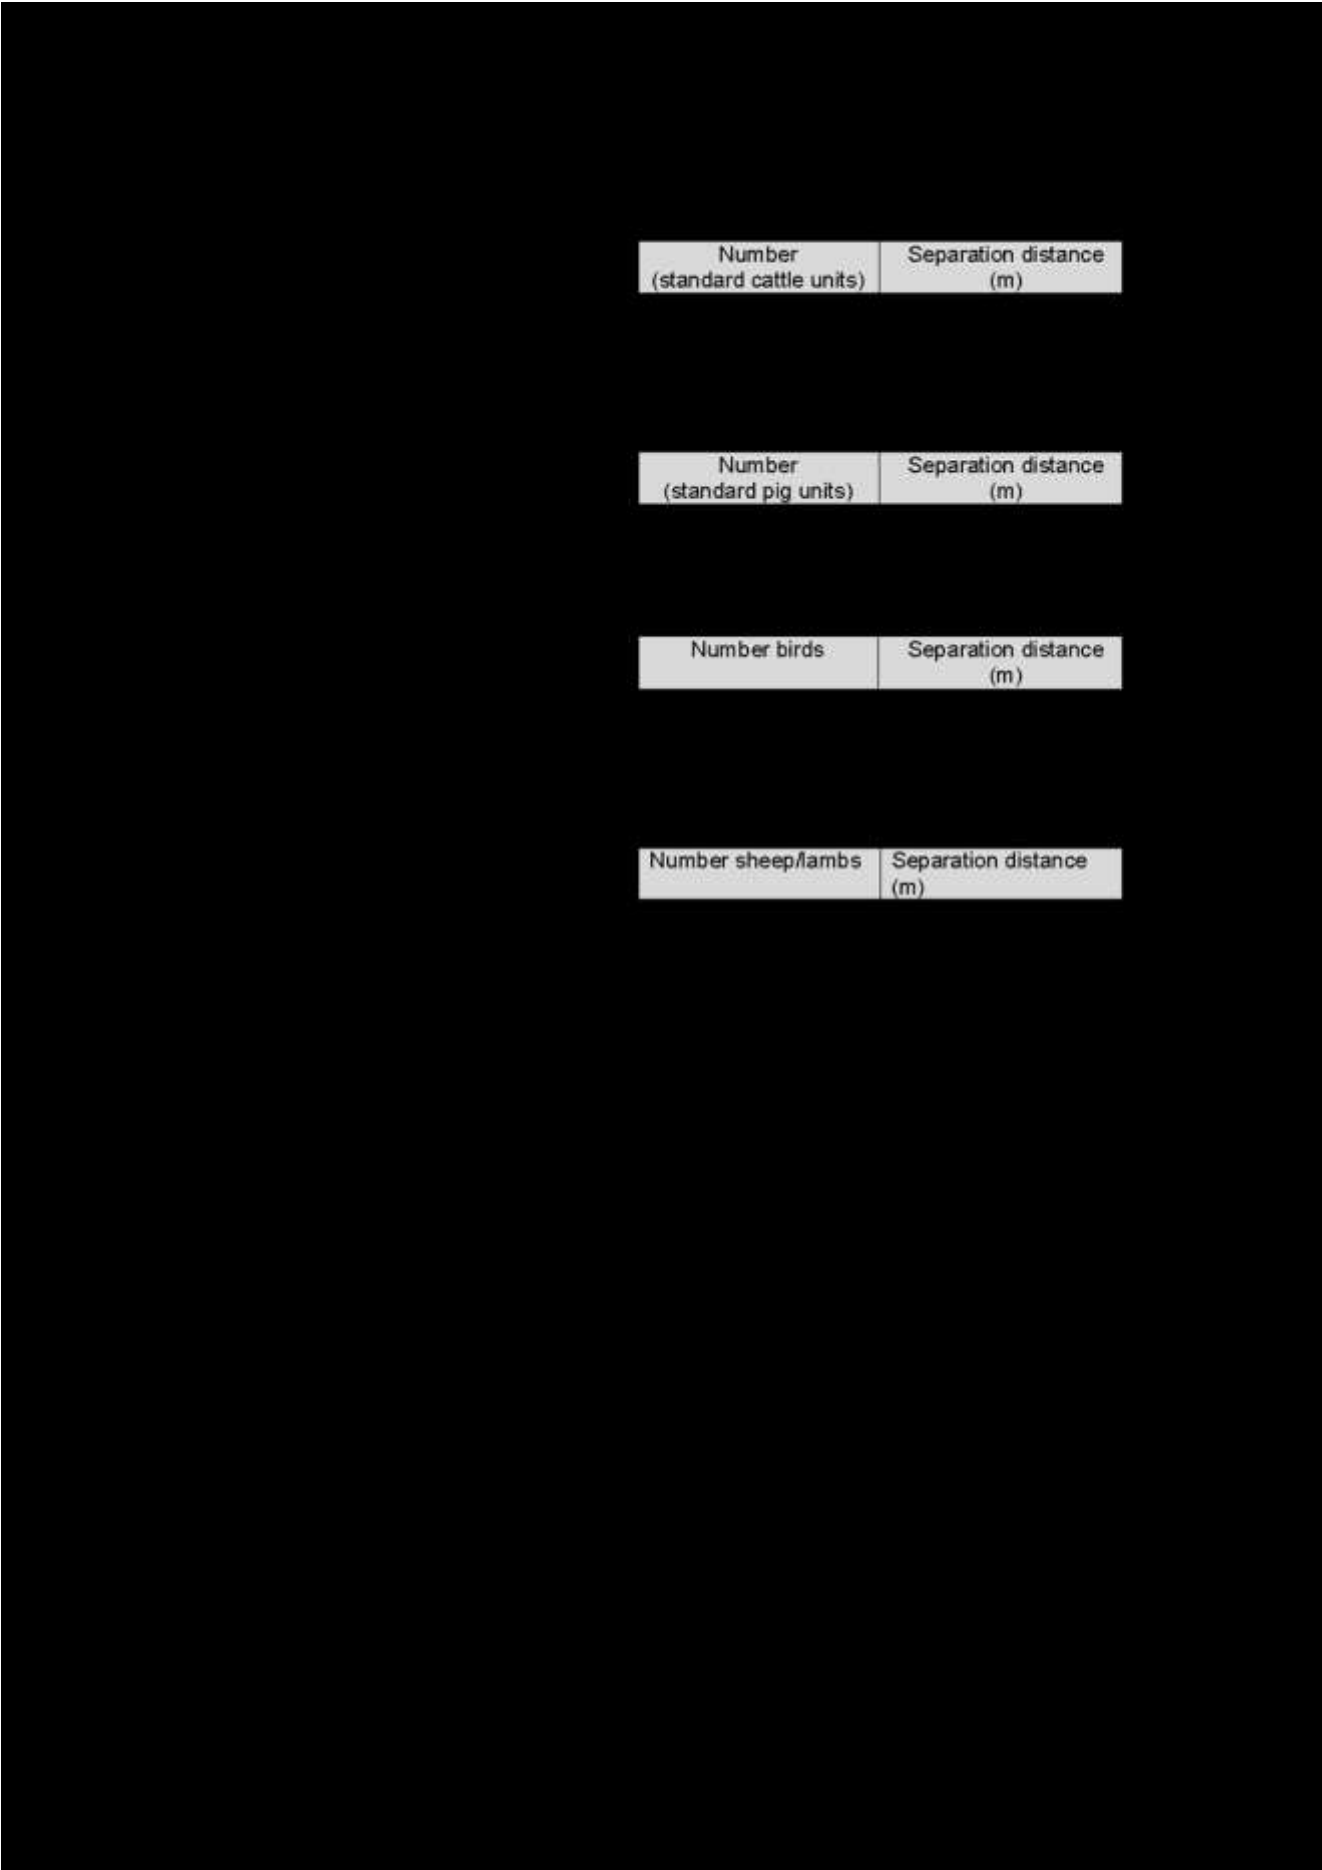 Number Separation distance
(standard cattle units) (m)
Number Separation distance
(standard pig units) (m)
Number birds Separation distance
(m)
Number sheep/lambs Separation distance
(m)